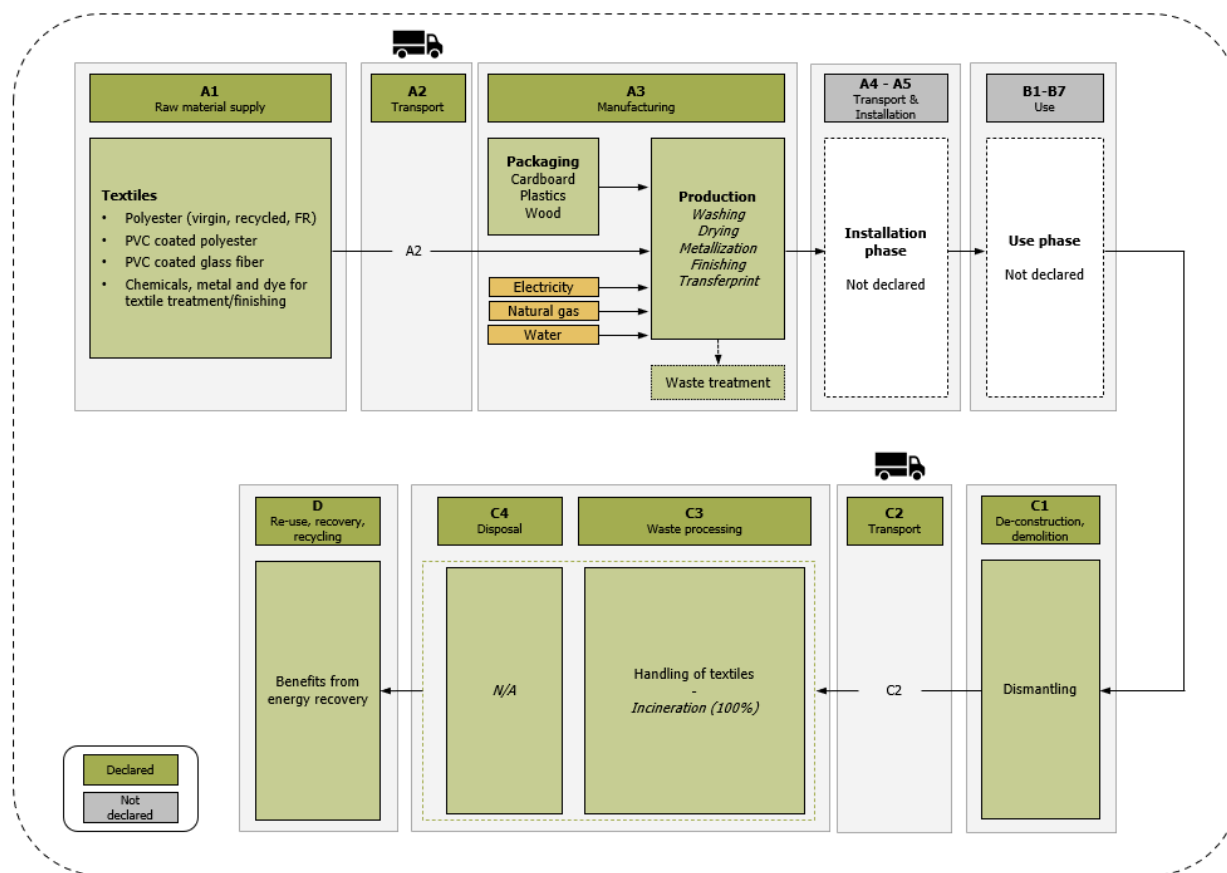 A1
Raw material supply
A2
Transport
A3
Manufacturing
A4 - A5
Transport &
Installation
B1-B7
Use
Textiles
• Polyester (virgin, recycled, FR)
• PVC coated polyester
• PVC coated glass fiber
• Chemicals, metal and dye for
textile treatment/finishing
A2
Packaging
Cardboard
Plastics
Wood
Electricity
Natural gas
Water
Production
Washing
Drying
Metallization
Finishing
Transferprint
Waste treatment
Installation
phase
Not declared
Use phase
Not declared
D
Re-use, recovery,
recycling
C4
Disposal
C3
Waste processing
C2
Transport
C1
De-construction,
demolition
Benefits from
energy recovery
N/A
Handling of textiles
-
Incineration (100%)
C2
Dismantling
Declared
Not
declared